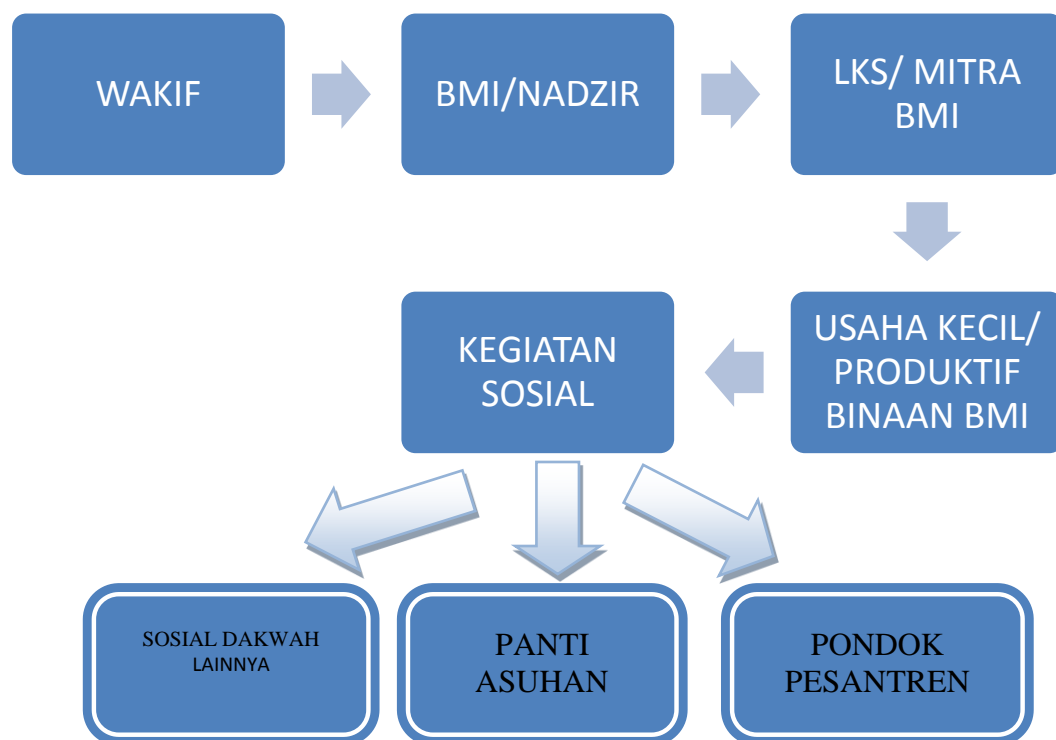 WAKIF
BMI/NADZIR
LKS/ MITRA
BMI
USAHA KECIL/
PRODUKTIF
BINAAN BMI
KEGIATAN
SOSIAL
SOSIAL DAKWAH
LAINNYA
PANTI
ASUHAN
PONDOK
PESANTREN